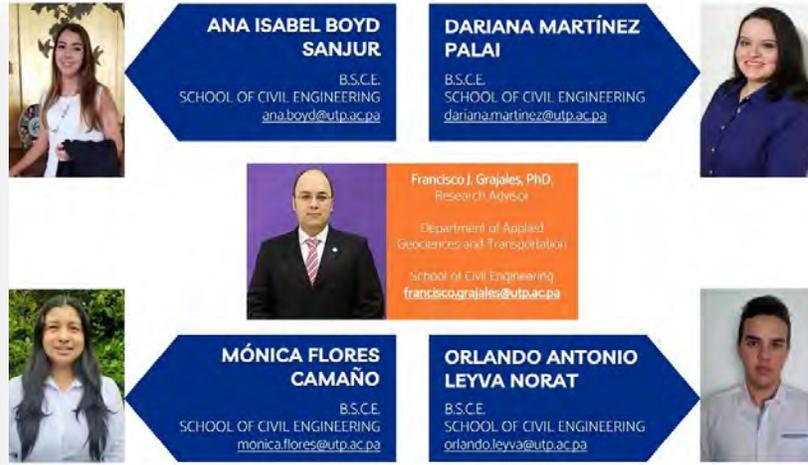 ANA ISABEL BOYD
SANJUR
B.S.C.E.
SCHOOL OF CIVIL ENGINEERING
ana.boyd@utp.ac.pa
DARIANA MARTÍNEZ
PALAI
B.S.C.E.
SCHOOL OF CIVIL ENGINEERING
dariana.martinez@utp.ac.pa
Francisco J. Grajales, PhD.
Research Advisor
Department of Applied
Geociences and Transportation
School of Civil Engineering
francisco.grajales@utp.ac.pa
MÓNICA FLORES
CAMAÑO
B.S.C.E.
SCHOOL OF CIVIL ENGINEERING
monica.flores@utp.ac.pa
ORLANDO ANTONIO
LEYVA NORAT
B.S.C.E.
SCHOOL OF CIVIL ENGINEERING
orlando.leyva@utp.ac.pa